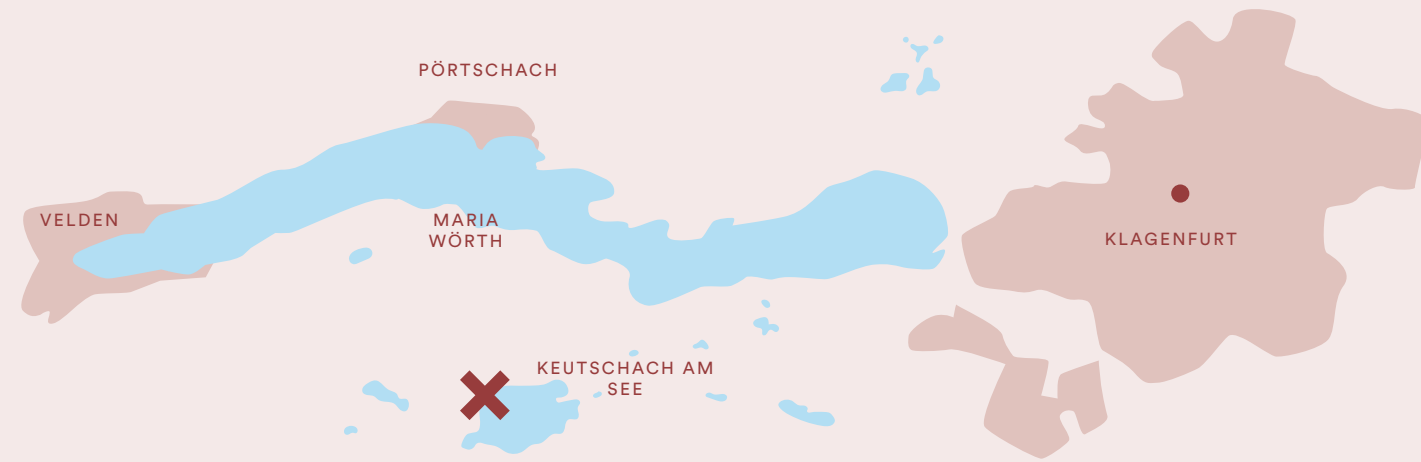 PÖRTSCHACH
VELDEN
MARIA
WÖRTH
KLAGENFURT
KEUTSCHACH AM
SEE